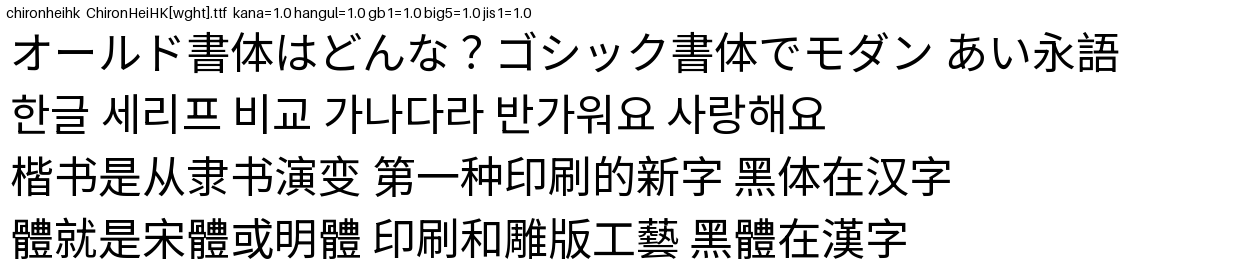 chironheihk ChironHeiHK[wght].ttf kana=1.0 hangul=1.0 gb1=1.0 big5=1.0 jis1=1.0
オールド書体はどんな？ゴシック書体でモダン あい永語
한글 세리프 비교 가나다라 반가워요 사랑해요
楷书是从隶书演变 第一种印刷的新字 黑体在汉字
體就是宋體或明體 印刷和雕版工藝 黑體在漢字